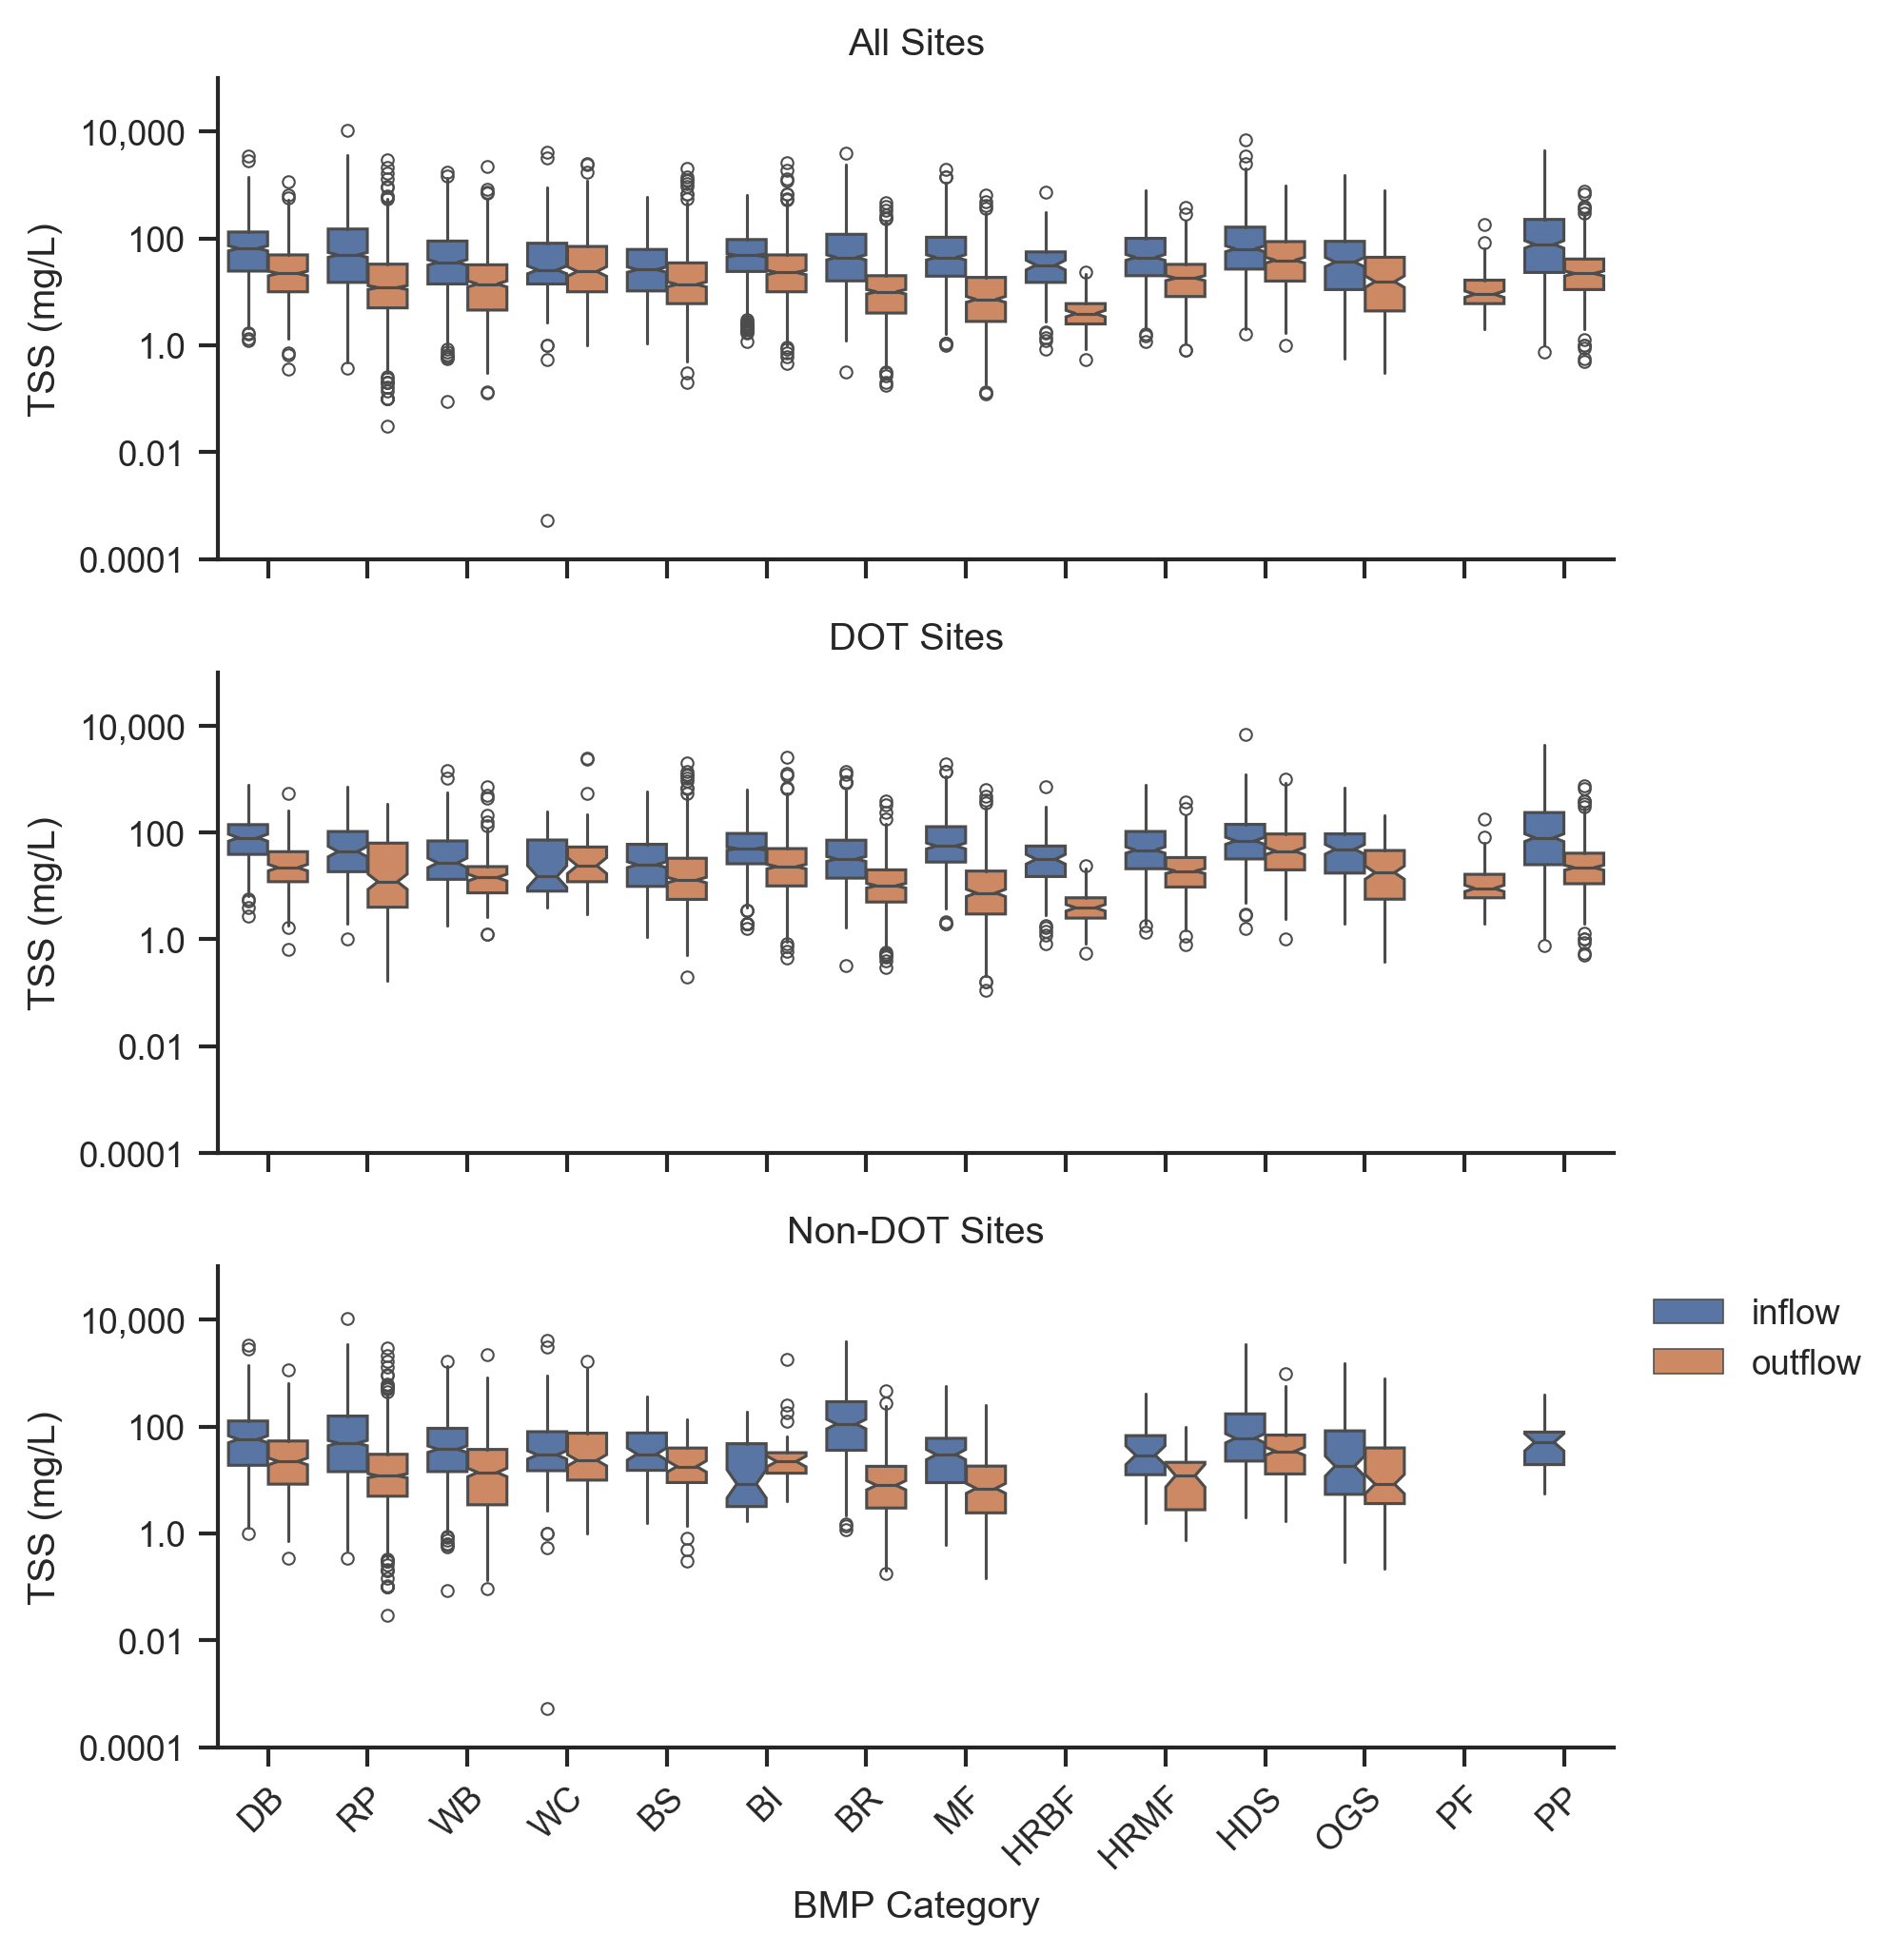 All Sites
10,000
100
1.0
0.01
0.0001
TSS (mg/L)
DOT Sites
10,000
100
1.0
0.01
0.0001
TSS (mg/L)
Non-DOT Sites
10,000
100
1.0
0.01
0.0001
TSS (mg/L)
inflow
outflow
DB RP WB WC BS BI BR MF HRBF HRMF HDS OGS PF PP
BMP Category